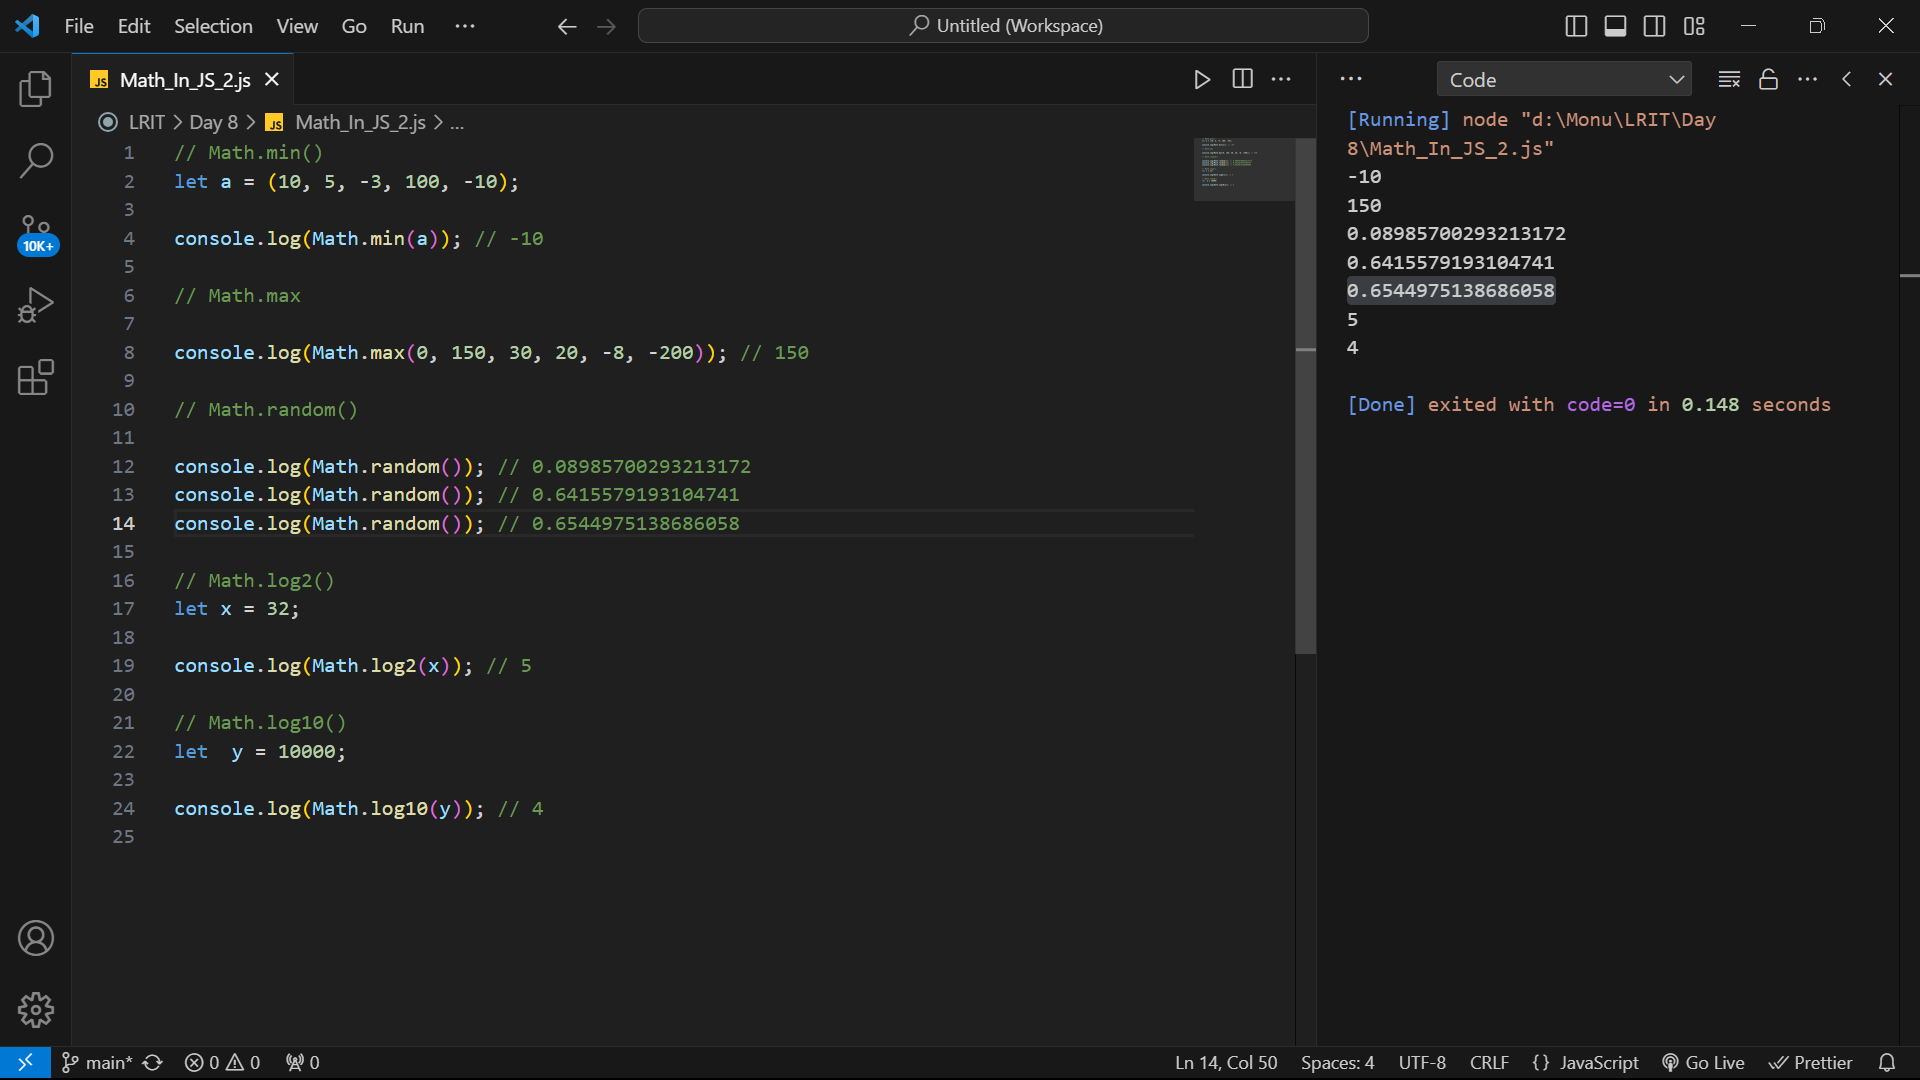 File Edit Selection View Go Run ··· Untitled (Workspace)
JS Math_In_JS_2.js
LRIT > Day 8 > JS Math_In_JS_2.js > ...
1 // Math.min()
2 let a = (10, 5, -3, 100, -10);
3
4 console.log(Math.min(a)); // -10
5
6 // Math.max
7
8 console.log(Math.max(0, 150, 30, 20, -8, -200)); // 150
9
10 // Math.random()
11
12 console.log(Math.random()); // 0.08985700293213172
13 console.log(Math.random()); // 0.6415579193104741
14 console.log(Math.random()); // 0.6544975138686058
15
16 // Math.log2()
17 let x = 32;
18
19 console.log(Math.log2(x)); // 5
20
21 // Math.log10()
22 let  y = 10000;
23
24 console.log(Math.log10(y)); // 4
25
10K+
Code
[Running] node "d:\Monu\LRIT\Day
8\Math_In_JS_2.js"
-10
150
0.08985700293213172
0.6415579193104741
0.6544975138686058
5
4
[Done] exited with code=0 in 0.148 seconds
main* 0 0 0 Ln 14, Col 50 Spaces: 4 UTF-8 CRLF {} JavaScript Go Live Prettier